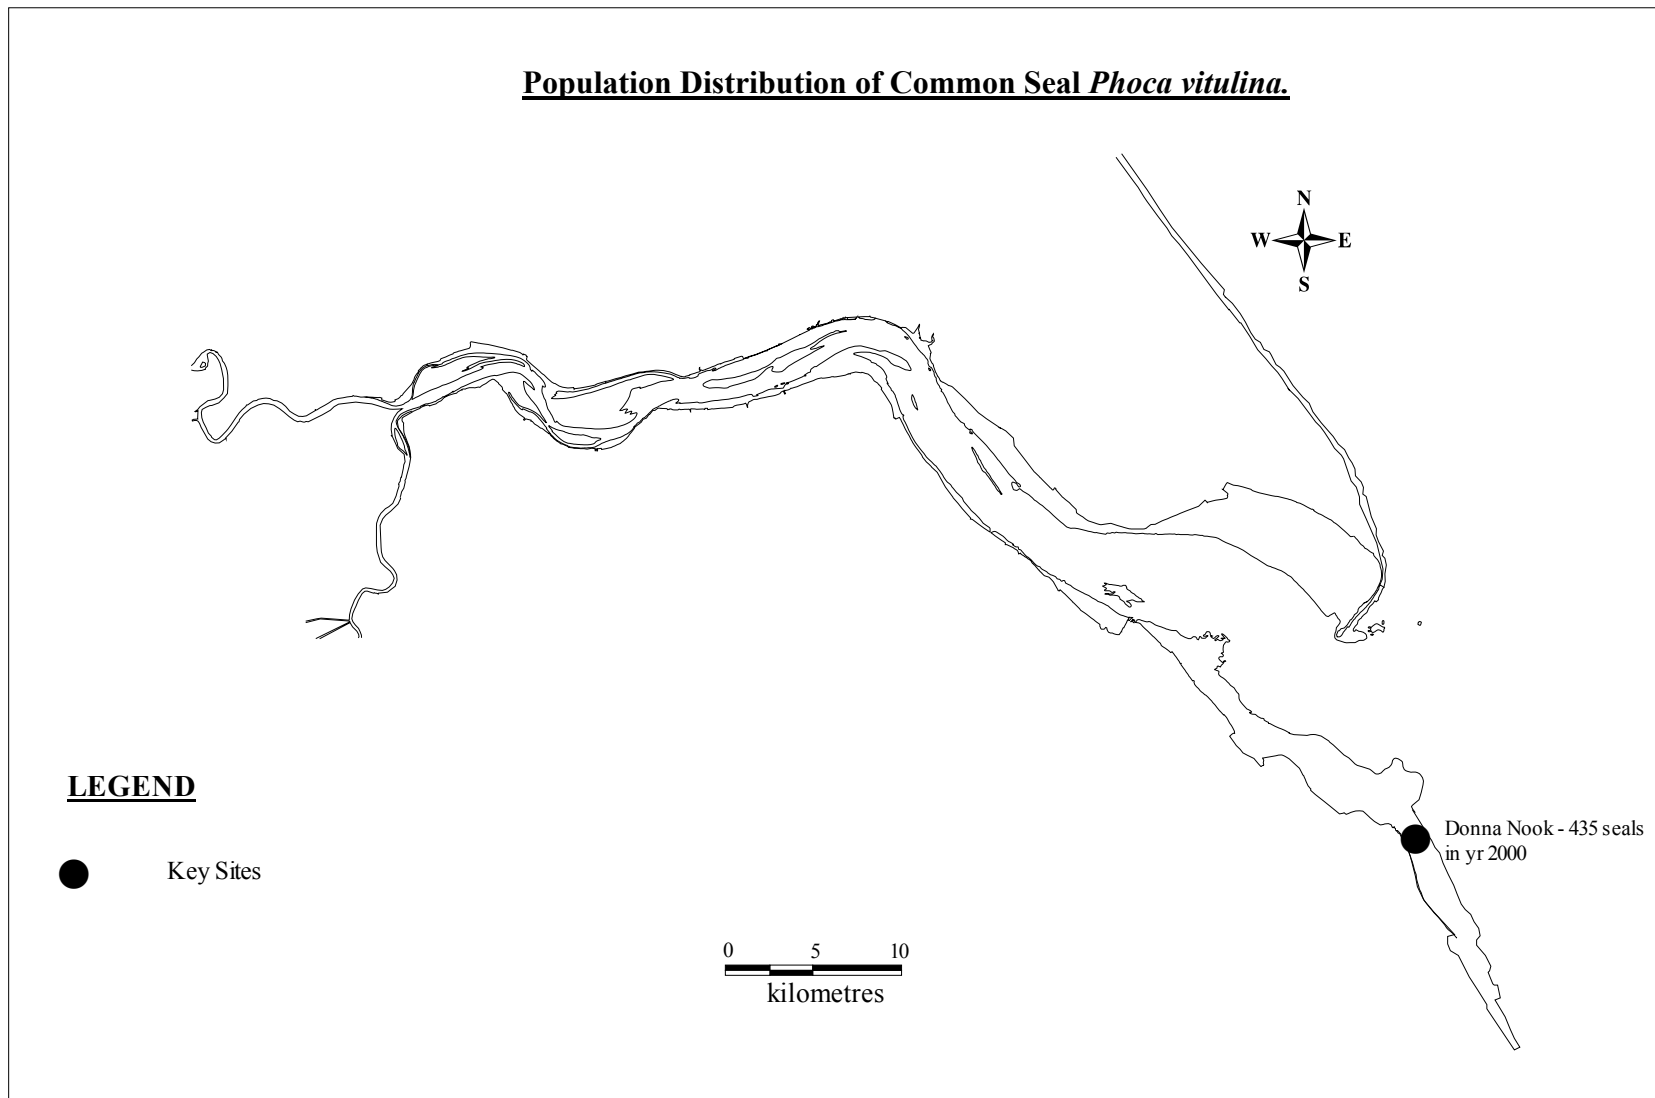 Population Distribution of Common Seal Phoca vitulina.
N
W E
S
LEGEND
Key Sites
Donna Nook - 435 seals
in yr 2000
0 5 10
kilometres